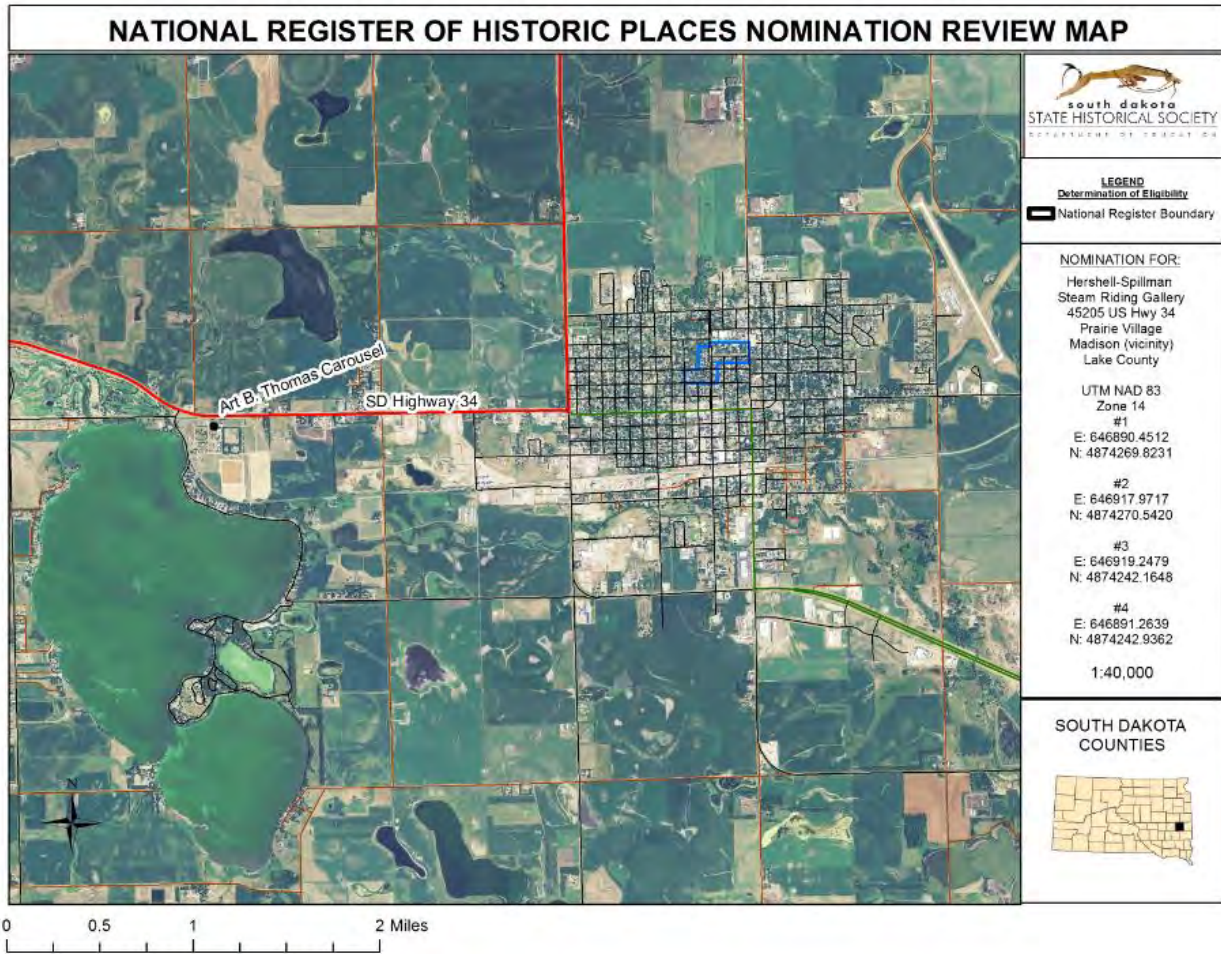 NATIONAL REGISTER OF HISTORIC PLACES NOMINATION REVIEW MAP
Art B. Thomas Carousel
SD Highway 34
N
south dakota
STATE HISTORICAL SOCIETY
DEPARTMENT OF EDUCATION
LEGEND
Determination of Eligibility
National Register Boundary
NOMINATION FOR:
Hershell-Spillman
Steam Riding Gallery
45205 US Hwy 34
Prairie Village
Madison (vicinity)
Lake County
UTM NAD 83
Zone 14
#1
E: 646890.4512
N: 4874269.8231
#2
E: 646917.9717
N: 4874270.5420
#3
E: 646919.2479
N: 4874242.1648
#4
E: 646891.2639
N: 4874242.9362
1:40,000
SOUTH DAKOTA
COUNTIES
0 0.5 1 2 Miles